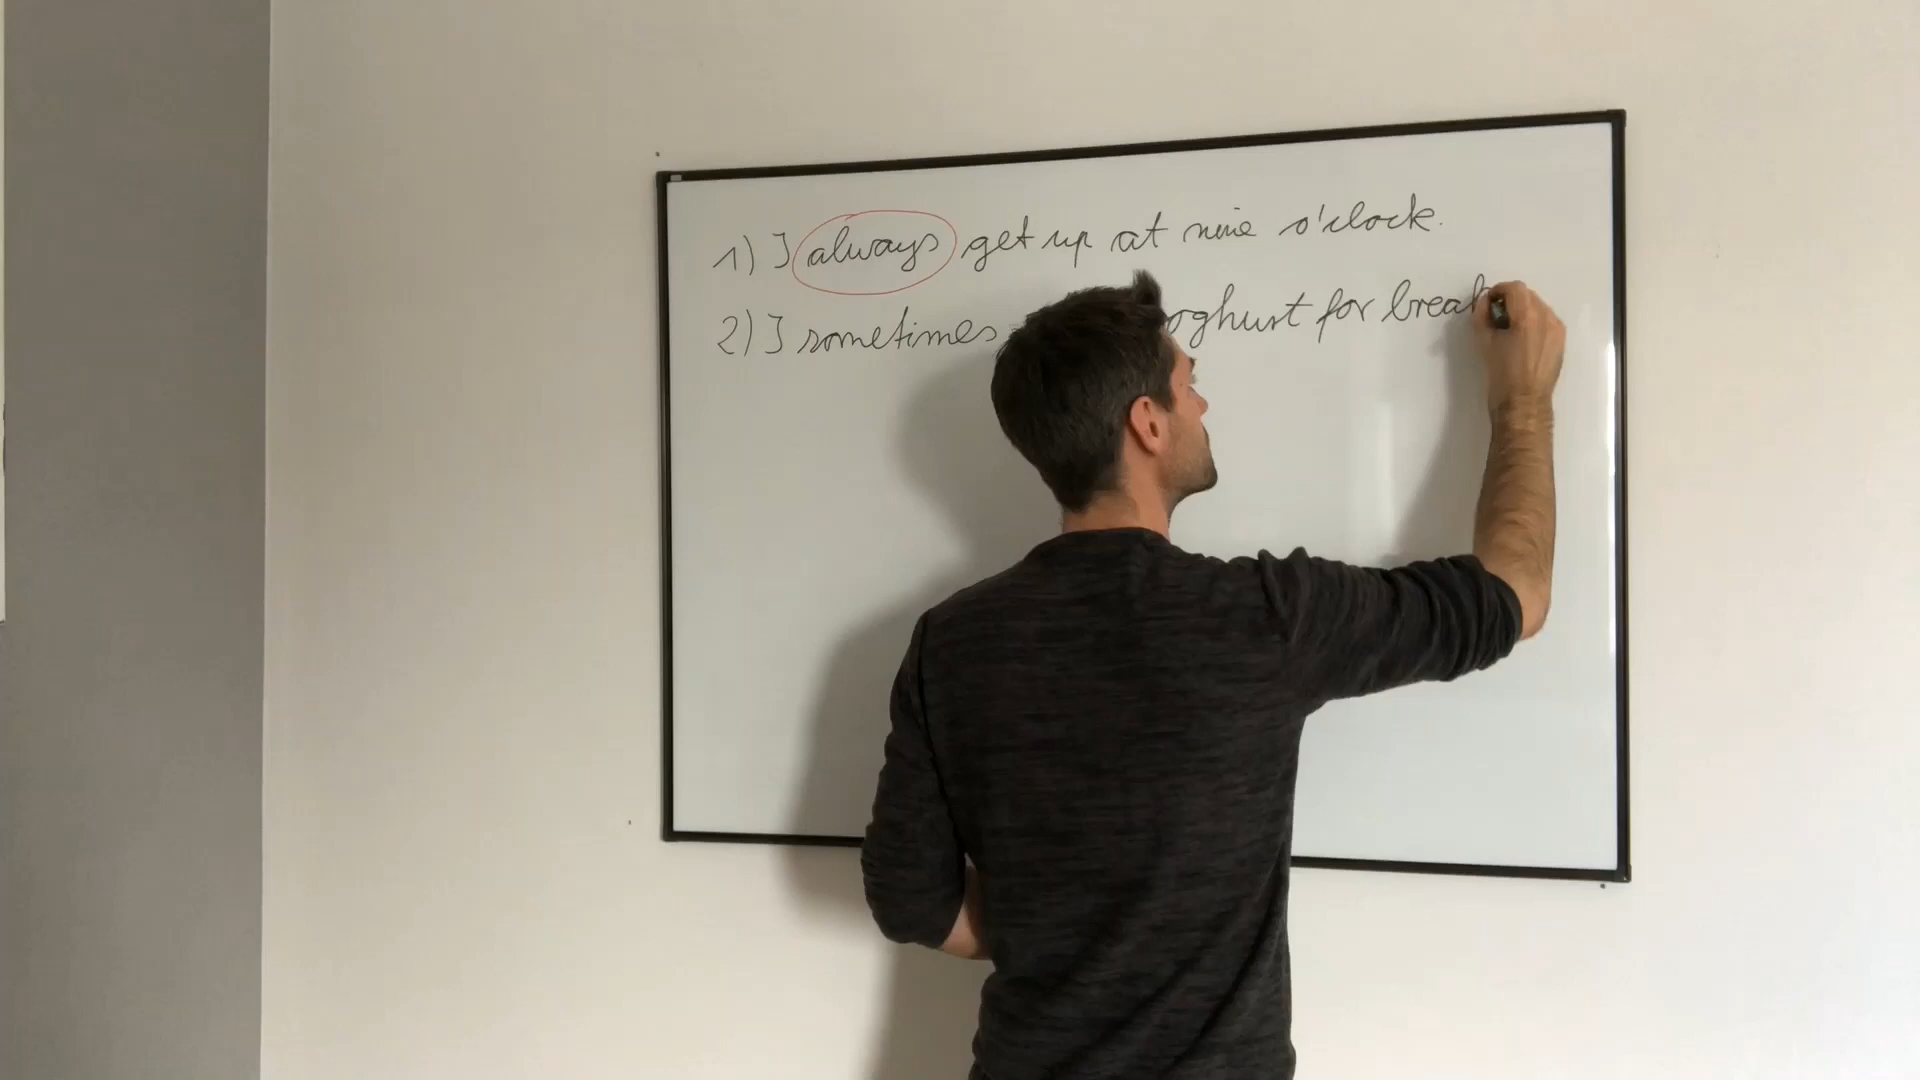 1) I always get up at nine o'clock.
2) I sometimes oghurt for break